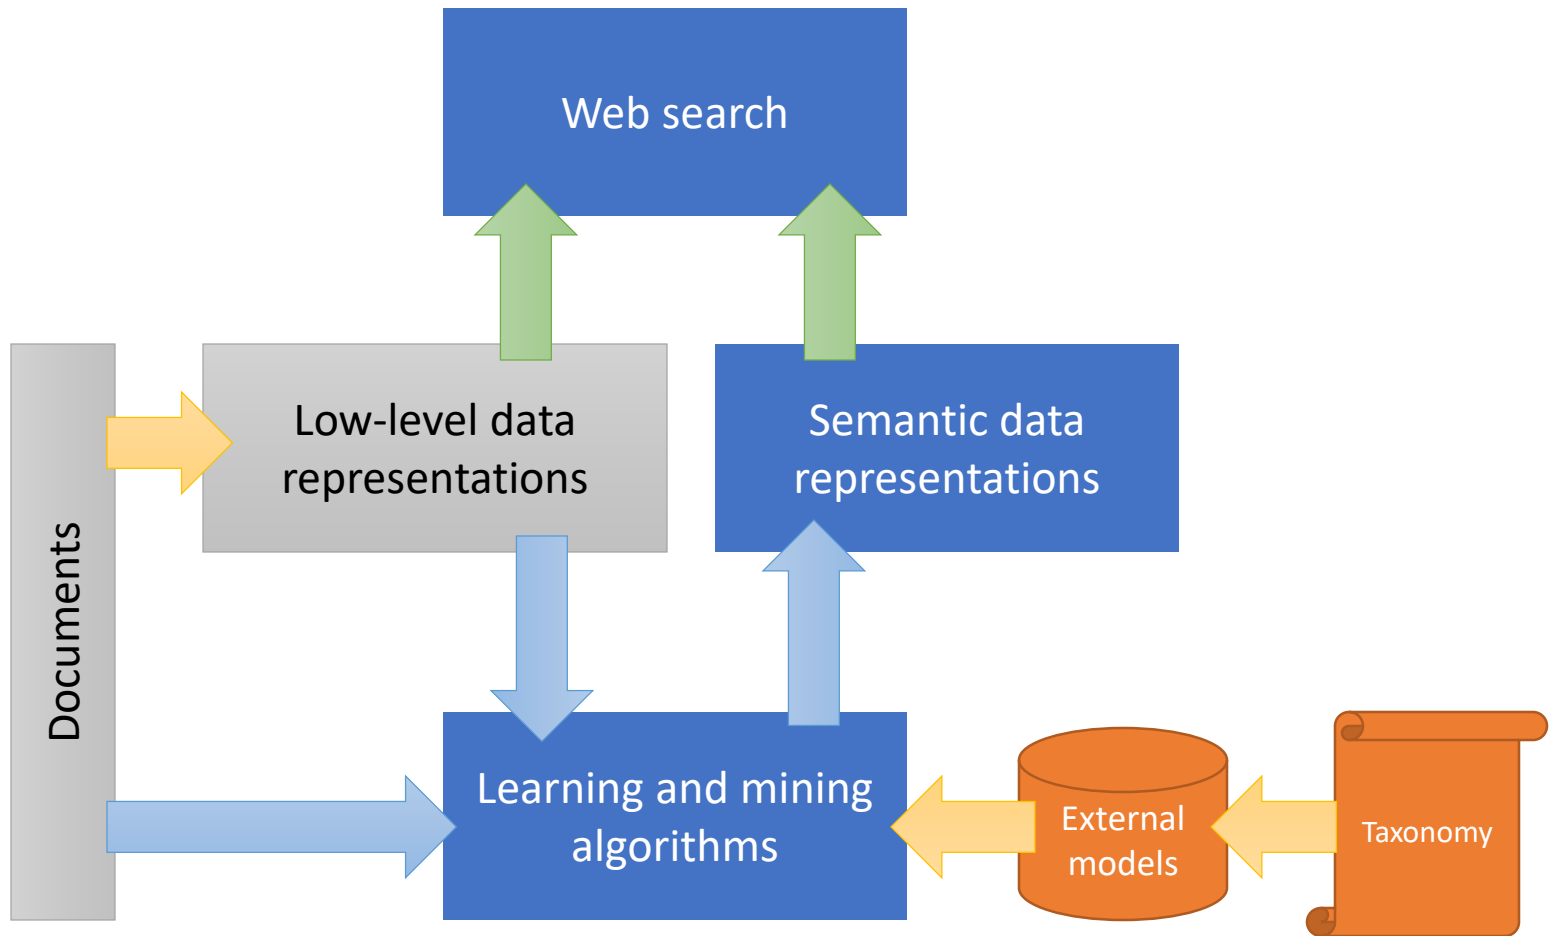 Web search
Low-level data
representations
Semantic data
representations
Documents
Learning and mining
algorithms
External
models
Taxonomy